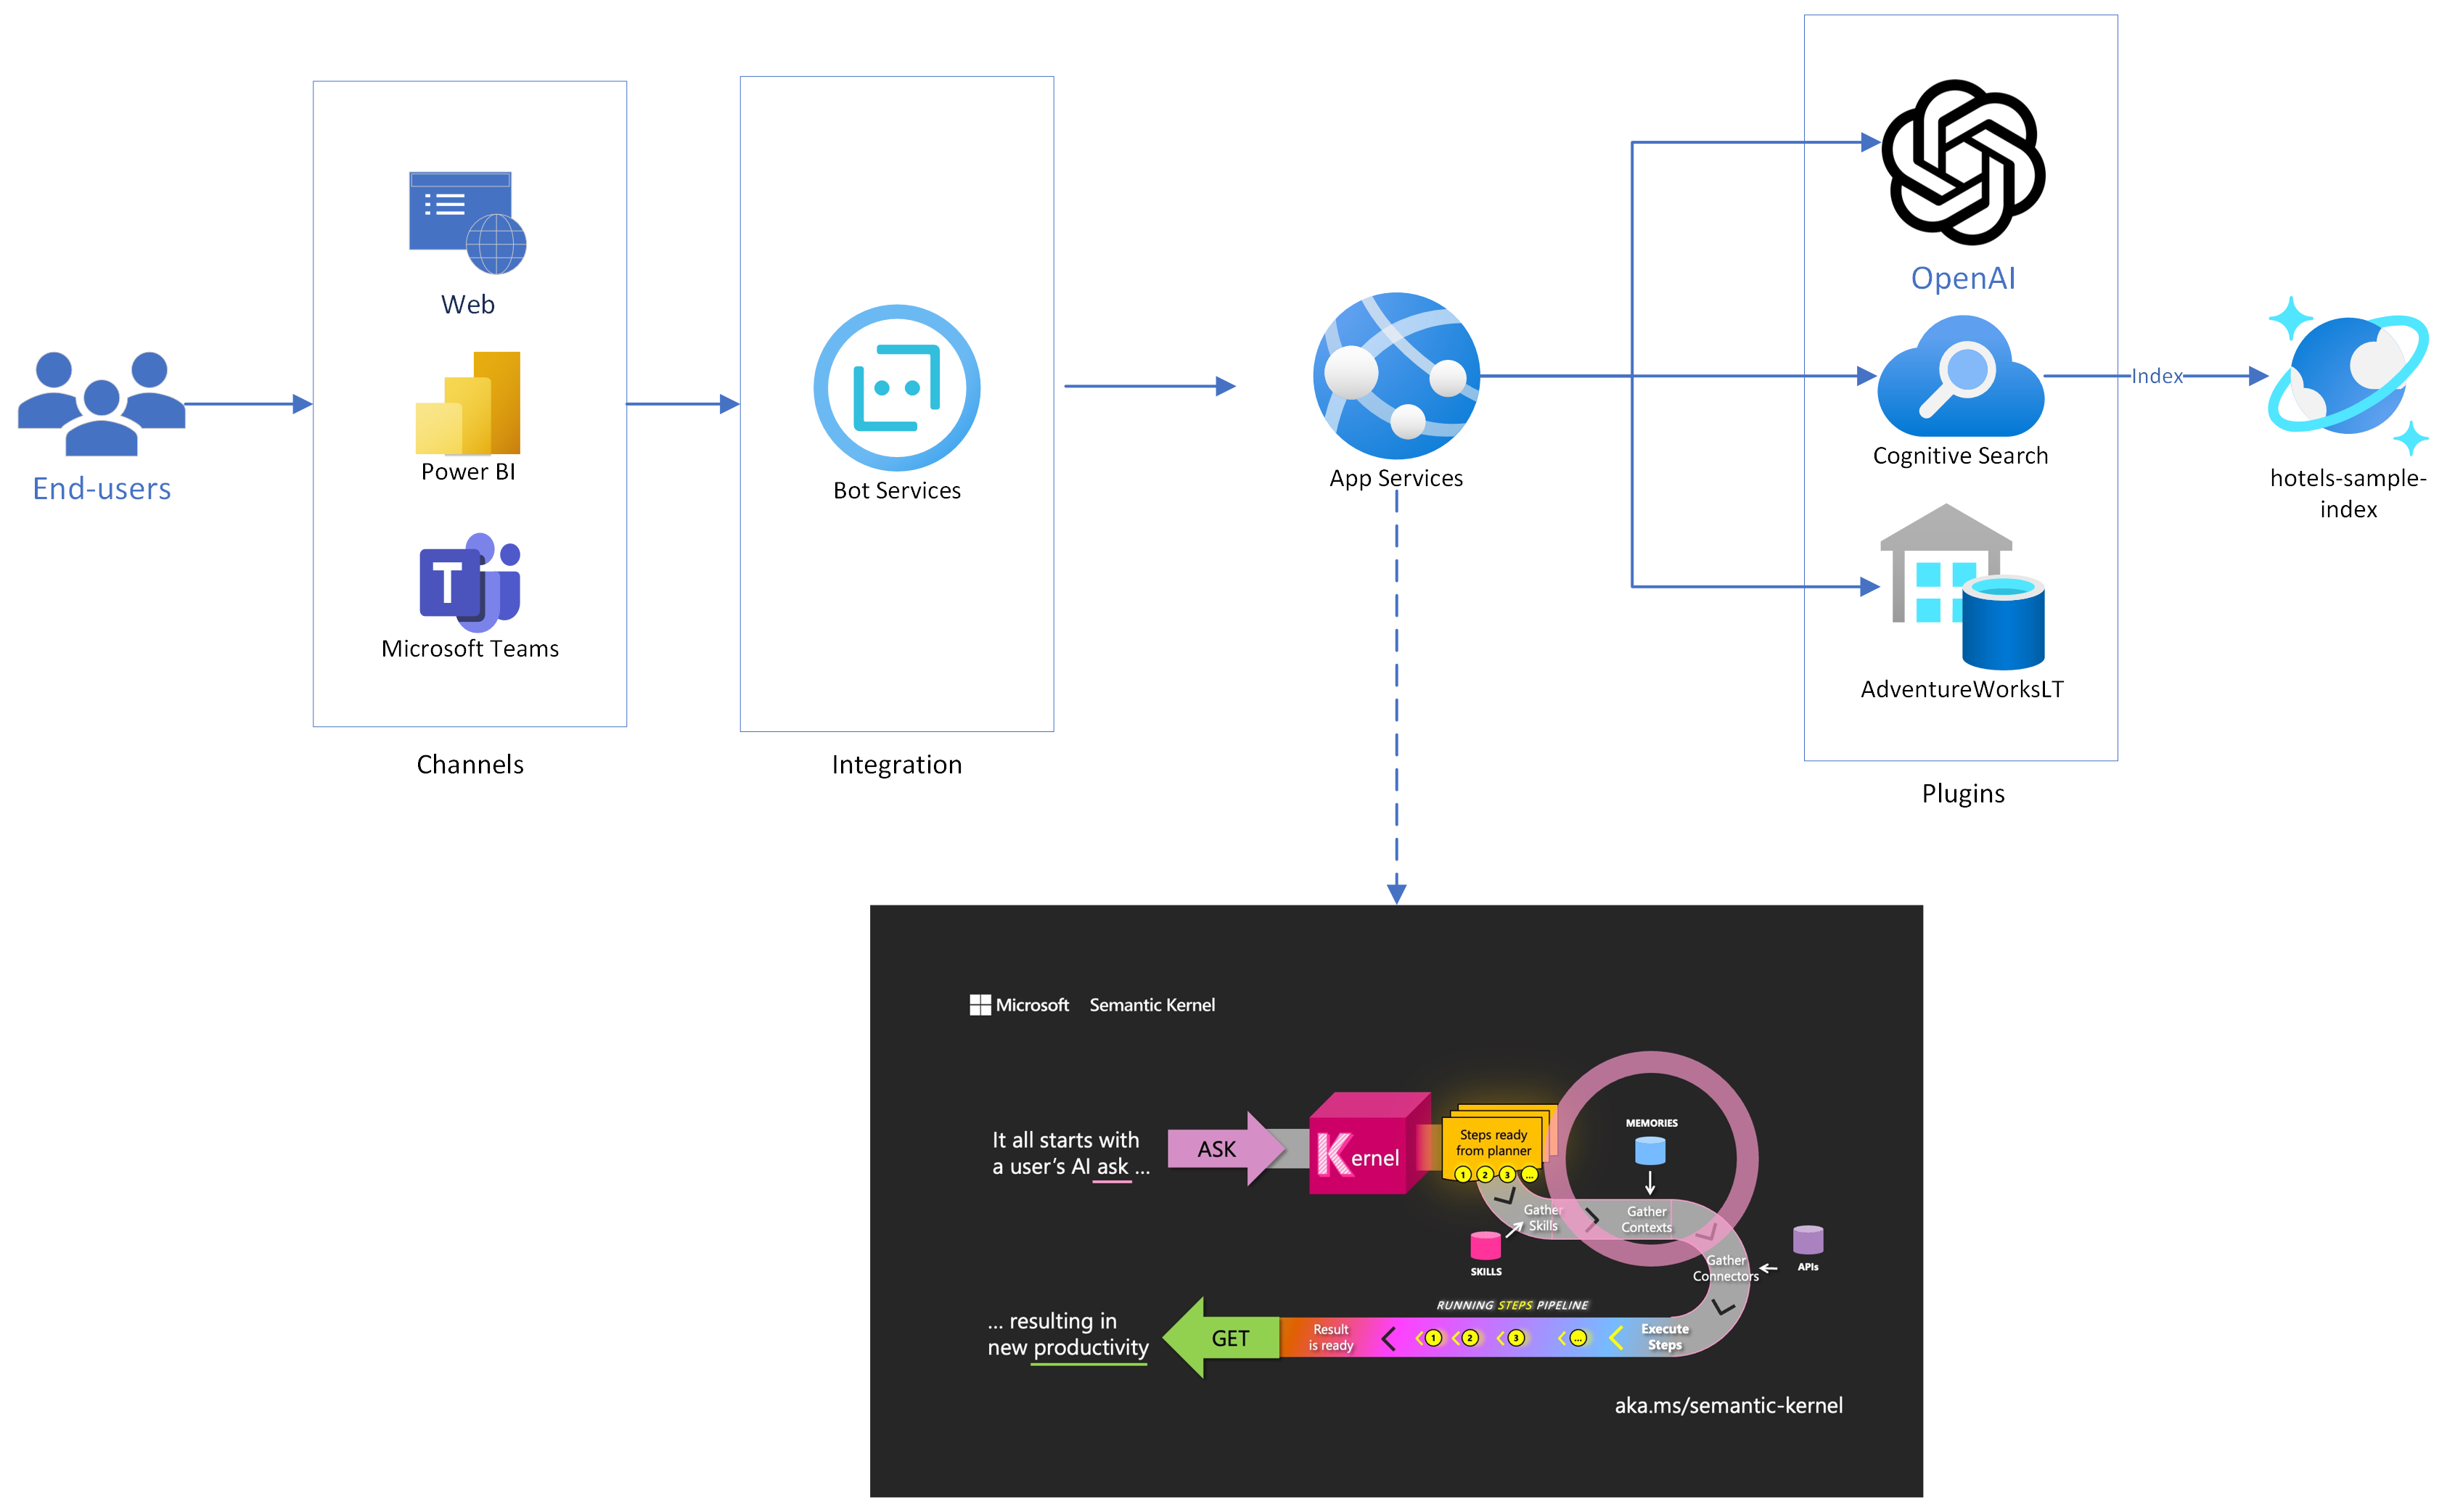 End-users
Web
Power BI
T
Microsoft Teams
Channels
Bot Services
Integration
App Services
OpenAI
Cognitive Search
AdventureWorksLT
Plugins
Index
hotels-sample-
index
Microsoft Semantic Kernel
It all starts with
a user's AI ask ...
ASK
Kernel
Steps ready
from planner
1 2 3 ...
MEMORIES
Gather
Skills
Gather
Contexts
SKILLS
Gather
Connectors
APIs
RUNNING STEPS PIPELINE
... resulting in
new productivity
GET
Result
is ready
1 2 3 ...
Execute
Steps
aka.ms/semantic-kernel